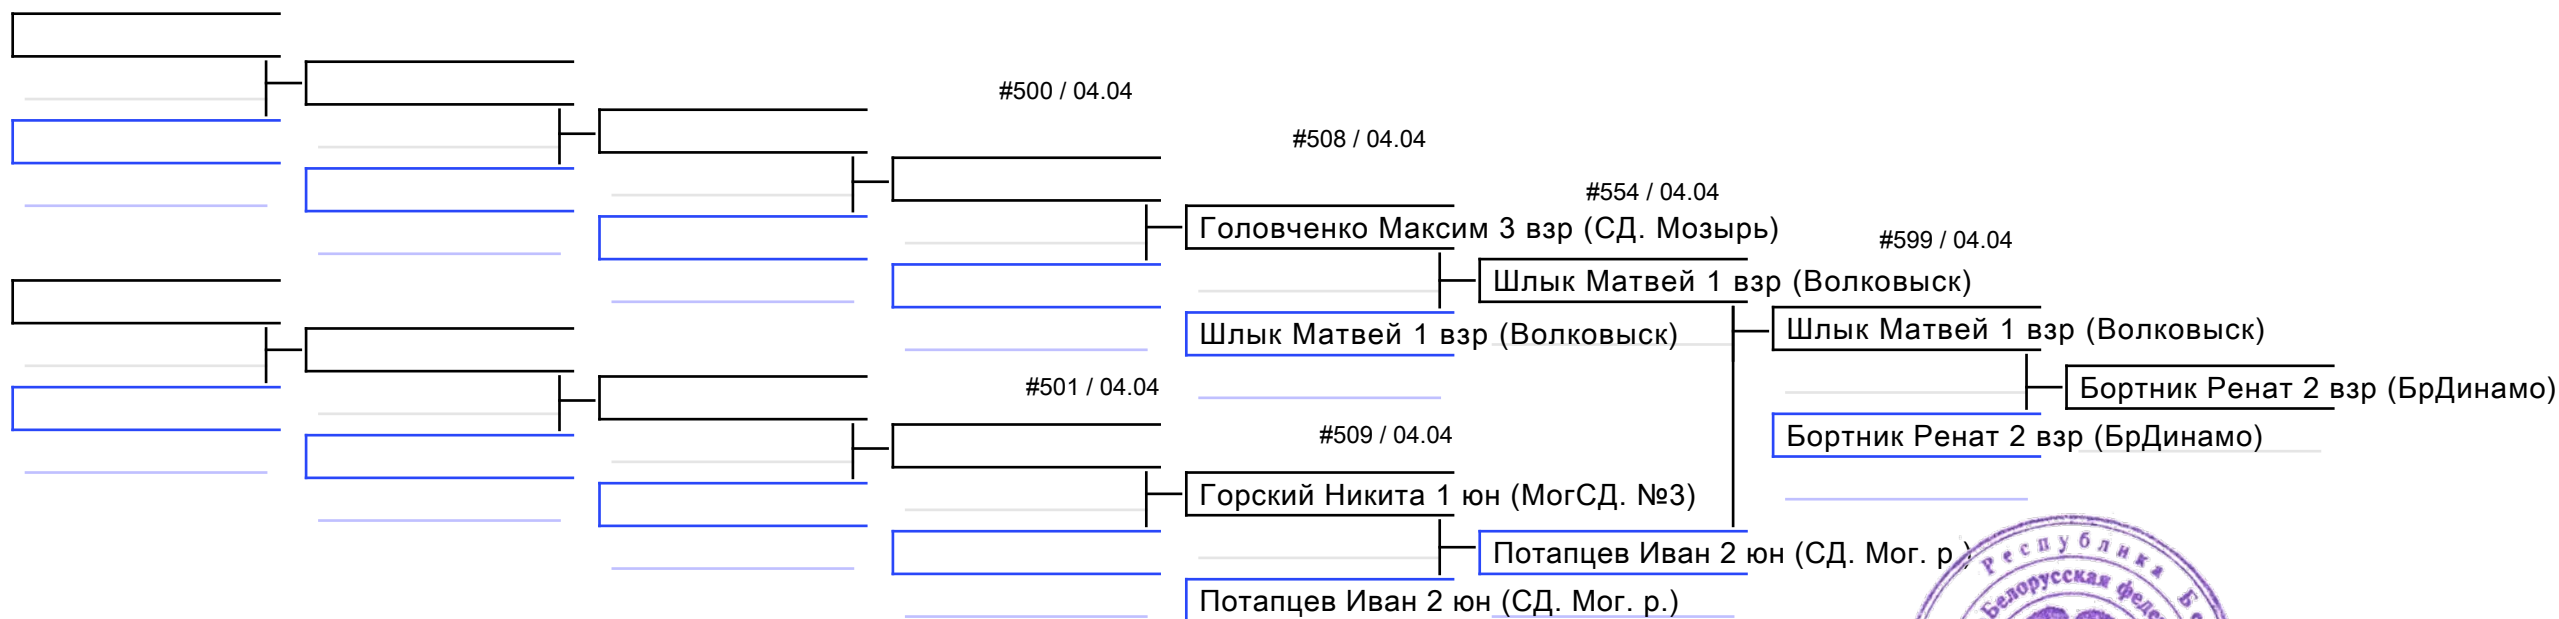 #500 / 04.04
#508 / 04.04
#554 / 04.04
Головченко Максим 3 взр (СД. Мозырь)
#599 / 04.04
Шлык Матвей 1 взр (Волковыск)
Шлык Матвей 1 взр (Волковыск)
Шлык Матвей 1 взр (Волковыск)
#501 / 04.04
Бортник Ренат 2 взр (БрДинамо)
#509 / 04.04
Бортник Ренат 2 взр (БрДинамо)
Горский Никита 1 юн (МогСД. №3)
Потапцев Иван 2 юн (СД. Мог. р.)
Потапцев Иван 2 юн (СД. Мог. р.)
Республика
Белорусская